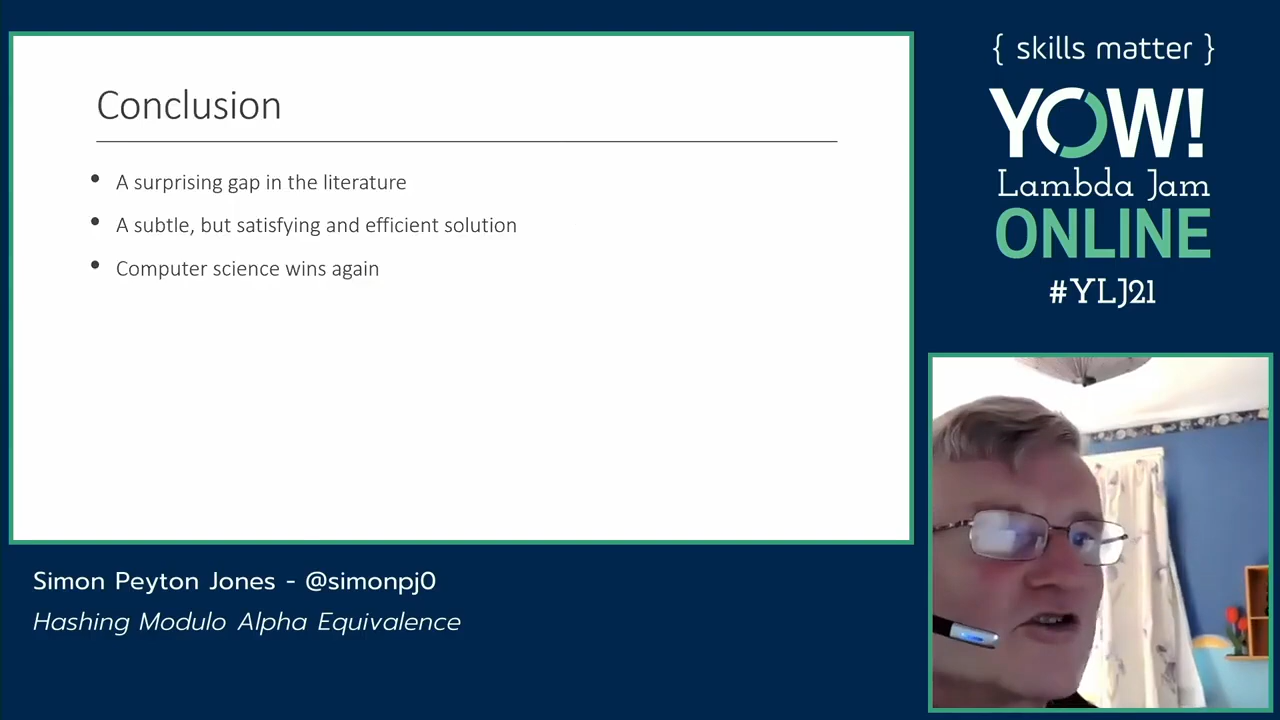 Conclusion
• A surprising gap in the literature
• A subtle, but satisfying and efficient solution
• Computer science wins again
Simon Peyton Jones - @simonpj0
Hashing Modulo Alpha Equivalence
{ skills matter }
YOW!
Lambda Jam
ONLINE
#YLJ21